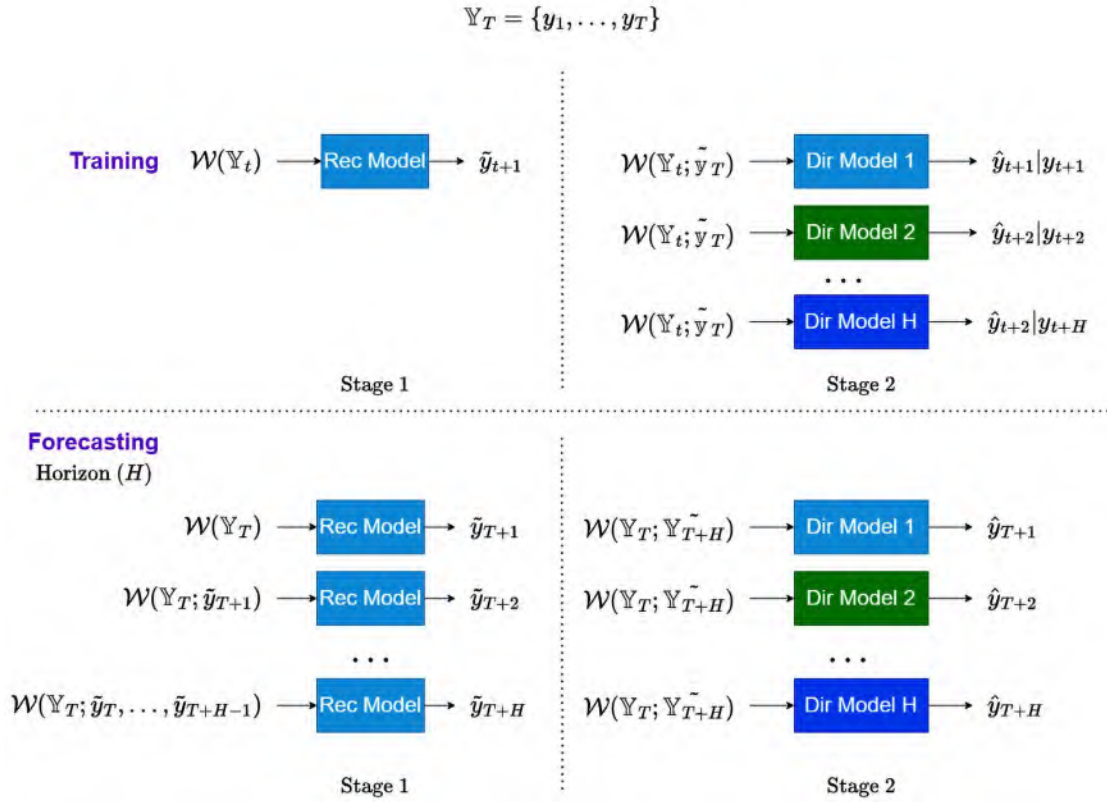 𝕐_T = {y_1, . . . , y_T}
Training
𝒲(𝕐_t) Rec Model ỹ_{t+1}
𝒲(𝕐_t; ỹ_T) Dir Model 1 ŷ_{t+1}|y_{t+1}
𝒲(𝕐_t; ỹ_T) Dir Model 2 ŷ_{t+2}|y_{t+2}
. . .
𝒲(𝕐_t; ỹ_T) Dir Model H ŷ_{t+2}|y_{t+H}
Stage 1
Stage 2
Forecasting
Horizon (H)
𝒲(𝕐_T) Rec Model ỹ_{T+1}
𝒲(𝕐_T; ỹ_{T+1}) Rec Model ỹ_{T+2}
. . .
𝒲(𝕐_T; ỹ_T, . . . , ỹ_{T+H−1}) Rec Model ỹ_{T+H}
Stage 1
𝒲(𝕐_T; 𝕐̃_{T+H}) Dir Model 1 ŷ_{T+1}
𝒲(𝕐_T; 𝕐̃_{T+H}) Dir Model 2 ŷ_{T+2}
. . .
𝒲(𝕐_T; 𝕐̃_{T+H}) Dir Model H ŷ_{T+H}
Stage 2